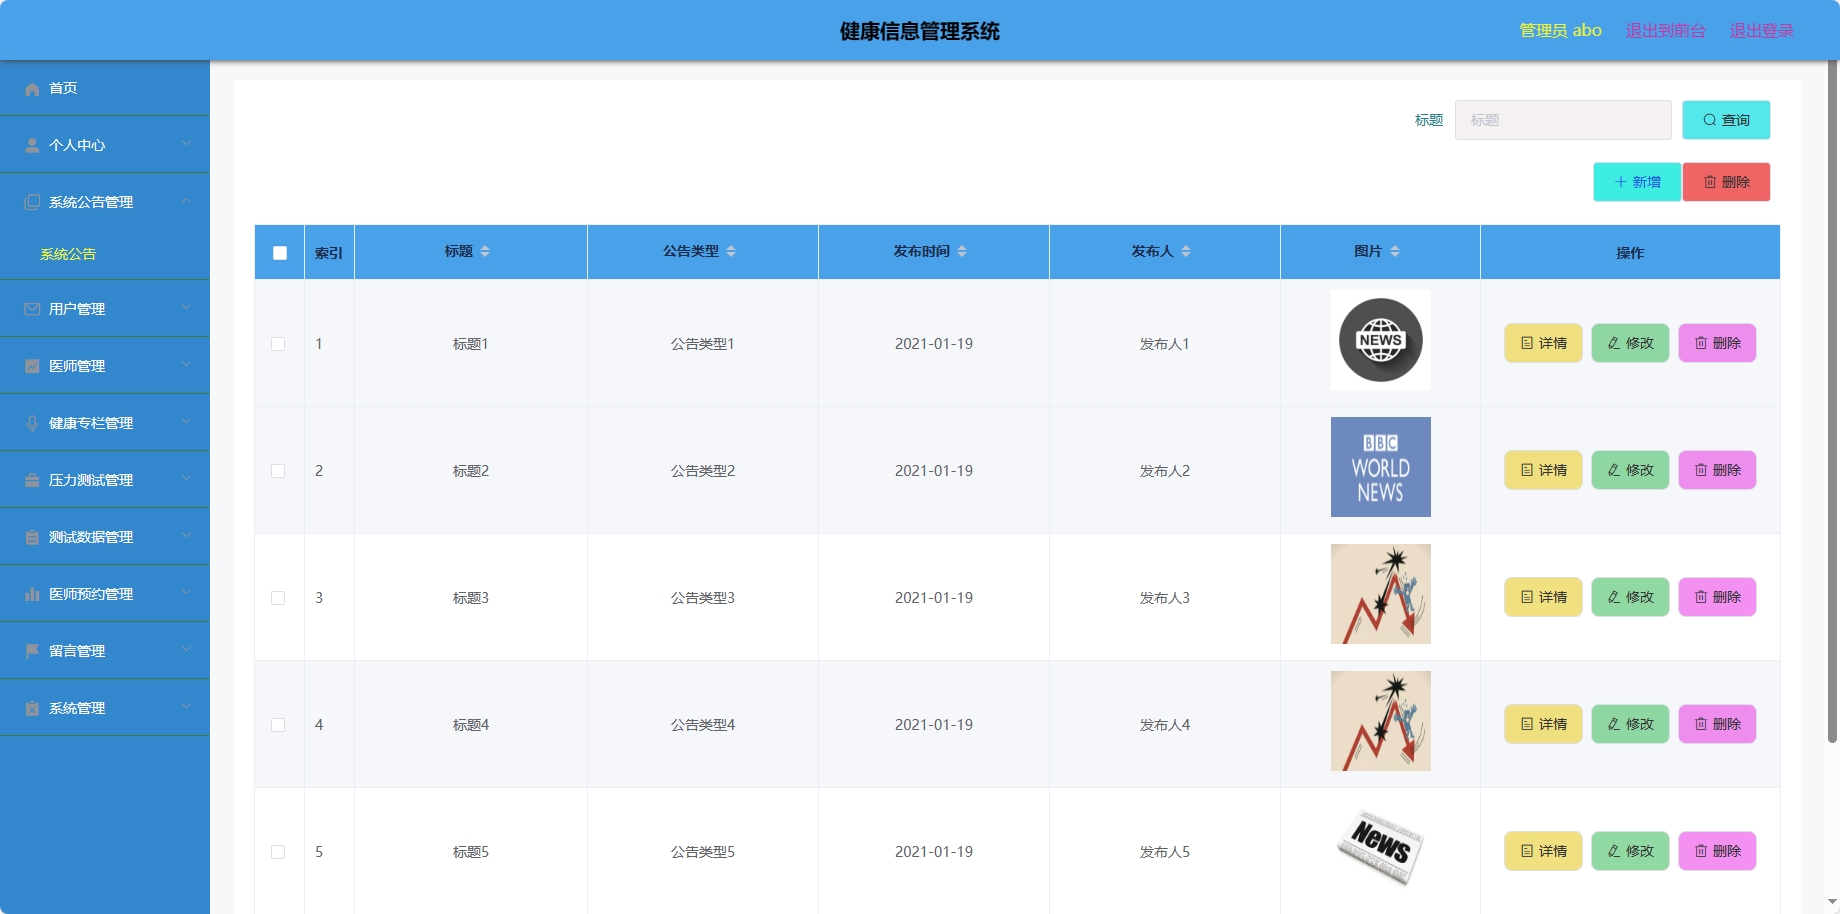 健康信息管理系统
管理员 abo 退出到前台 退出登录
首页
个人中心
系统公告管理
系统公告
用户管理
医师管理
健康专栏管理
压力测试管理
测试数据管理
医师预约管理
留言管理
系统管理
标题 标题 查询
新增 删除
索引 标题 公告类型 发布时间 发布人 图片 操作
1 标题1 公告类型1 2021-01-19 发布人1 NEWS 详情 修改 删除
2 标题2 公告类型2 2021-01-19 发布人2 BBC WORLD NEWS 详情 修改 删除
3 标题3 公告类型3 2021-01-19 发布人3 详情 修改 删除
4 标题4 公告类型4 2021-01-19 发布人4 详情 修改 删除
5 标题5 公告类型5 2021-01-19 发布人5 News 详情 修改 删除